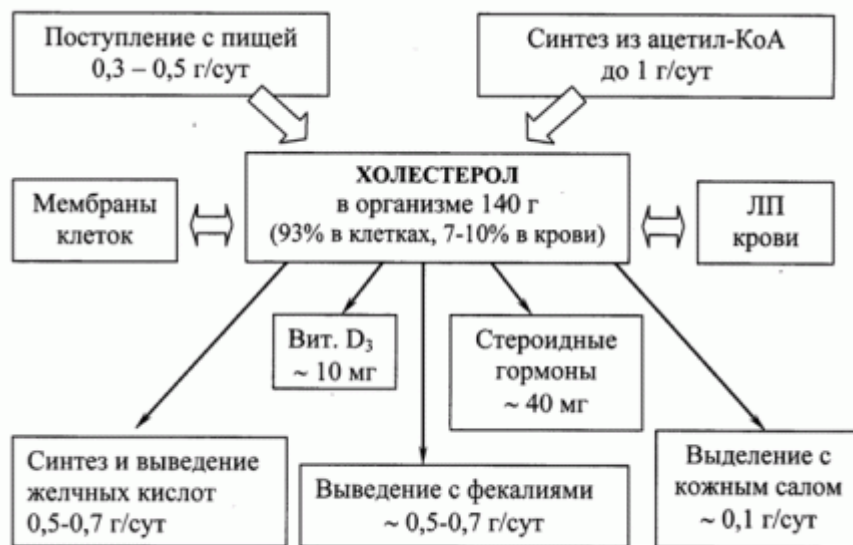 Поступление с пищей
0,3 – 0,5 г/сут
Синтез из ацетил-КоА
до 1 г/сут
ХОЛЕСТЕРОЛ
в организме 140 г
(93% в клетках, 7-10% в крови)
Мембраны
клеток
ЛП
крови
Вит. D₃
~ 10 мг
Стероидные
гормоны
~ 40 мг
Синтез и выведение
желчных кислот
0,5-0,7 г/сут
Выведение с фекалиями
~ 0,5-0,7 г/сут
Выделение с
кожным салом
~ 0,1 г/сут